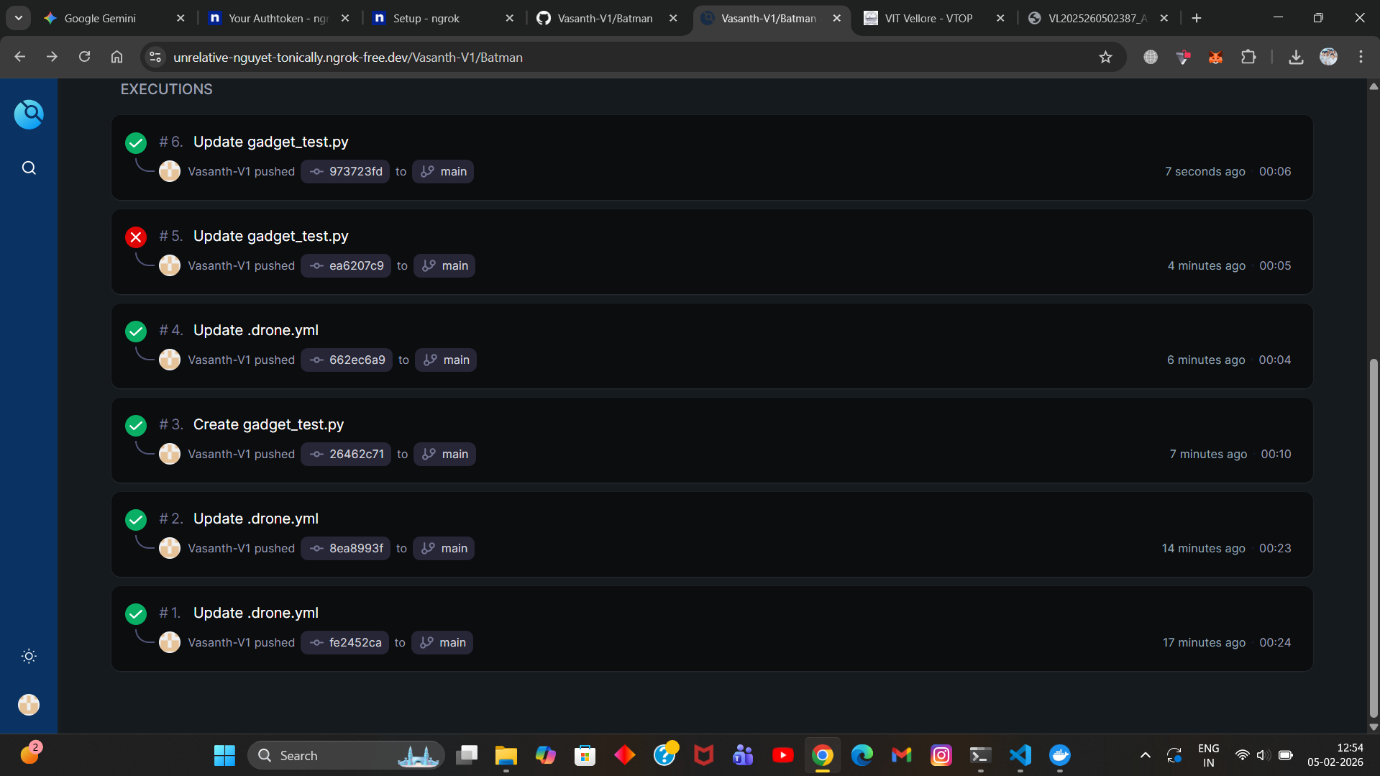 Google Gemini
Your Authtoken - ngr
Setup - ngrok
Vasanth-V1/Batman
Vasanth-V1/Batman
VIT Vellore - VTOP
VL2025260502387_A
unrelative-nguyet-tonically.ngrok-free.dev/Vasanth-V1/Batman
EXECUTIONS
# 6. Update gadget_test.py
Vasanth-V1 pushed 973723fd to main 7 seconds ago 00:06
# 5. Update gadget_test.py
Vasanth-V1 pushed ea6207c9 to main 4 minutes ago 00:05
# 4. Update .drone.yml
Vasanth-V1 pushed 662ec6a9 to main 6 minutes ago 00:04
# 3. Create gadget_test.py
Vasanth-V1 pushed 26462c71 to main 7 minutes ago 00:10
# 2. Update .drone.yml
Vasanth-V1 pushed 8ea8993f to main 14 minutes ago 00:23
# 1. Update .drone.yml
Vasanth-V1 pushed fe2452ca to main 17 minutes ago 00:24
2
Search
ENG
IN
12:54
05-02-2026